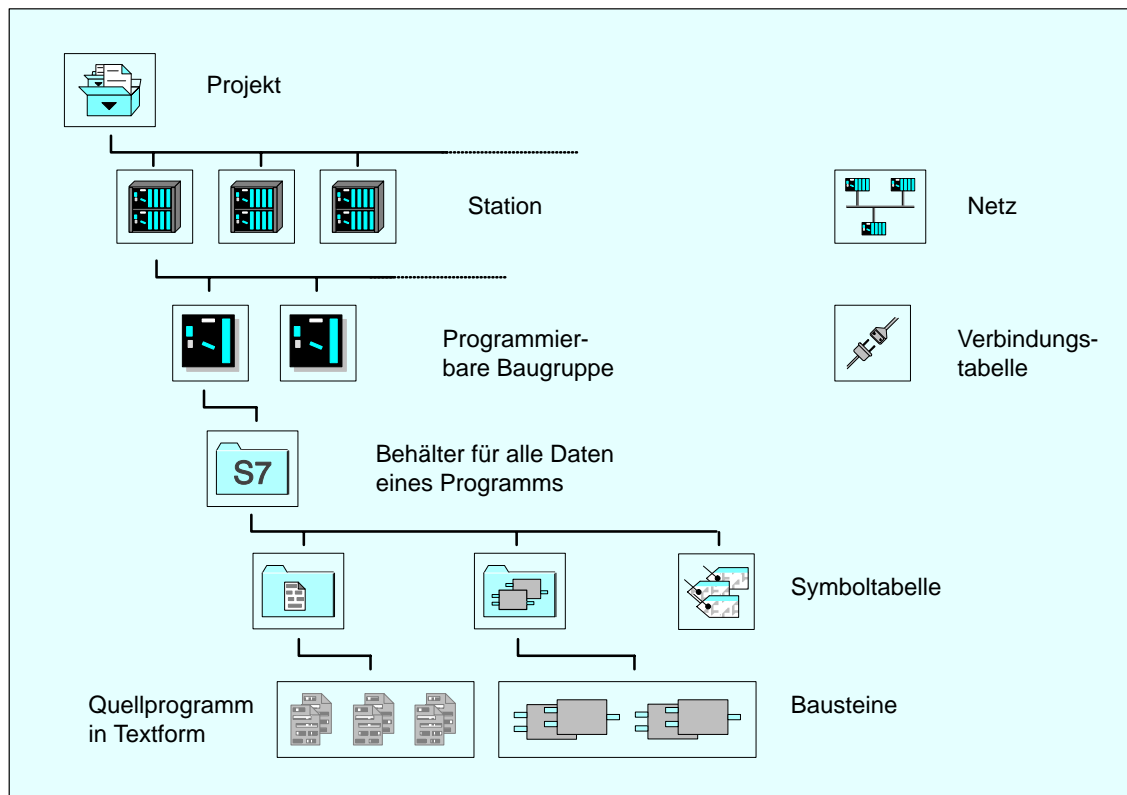 Projekt
Station
Netz
Programmier-
bare Baugruppe
Verbindungs-
tabelle
S7
Behälter für alle Daten
eines Programms
Symboltabelle
Quellprogramm
in Textform
Bausteine